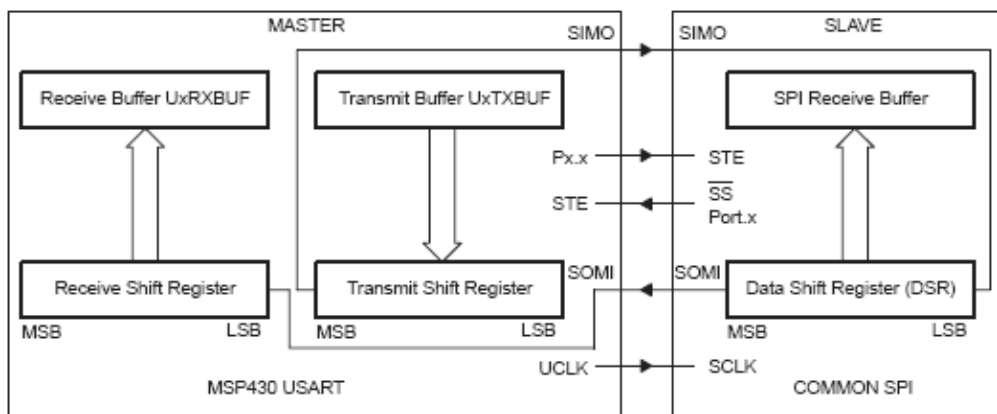 MASTER
SLAVE
SIMO
SIMO
Receive Buffer UxRXBUF
Transmit Buffer UxTXBUF
SPI Receive Buffer
Px.x
STE
STE
SS
Port.x
SOMI
SOMI
Receive Shift Register
Transmit Shift Register
Data Shift Register (DSR)
MSB
LSB
MSB
LSB
MSB
LSB
UCLK
SCLK
MSP430 USART
COMMON SPI